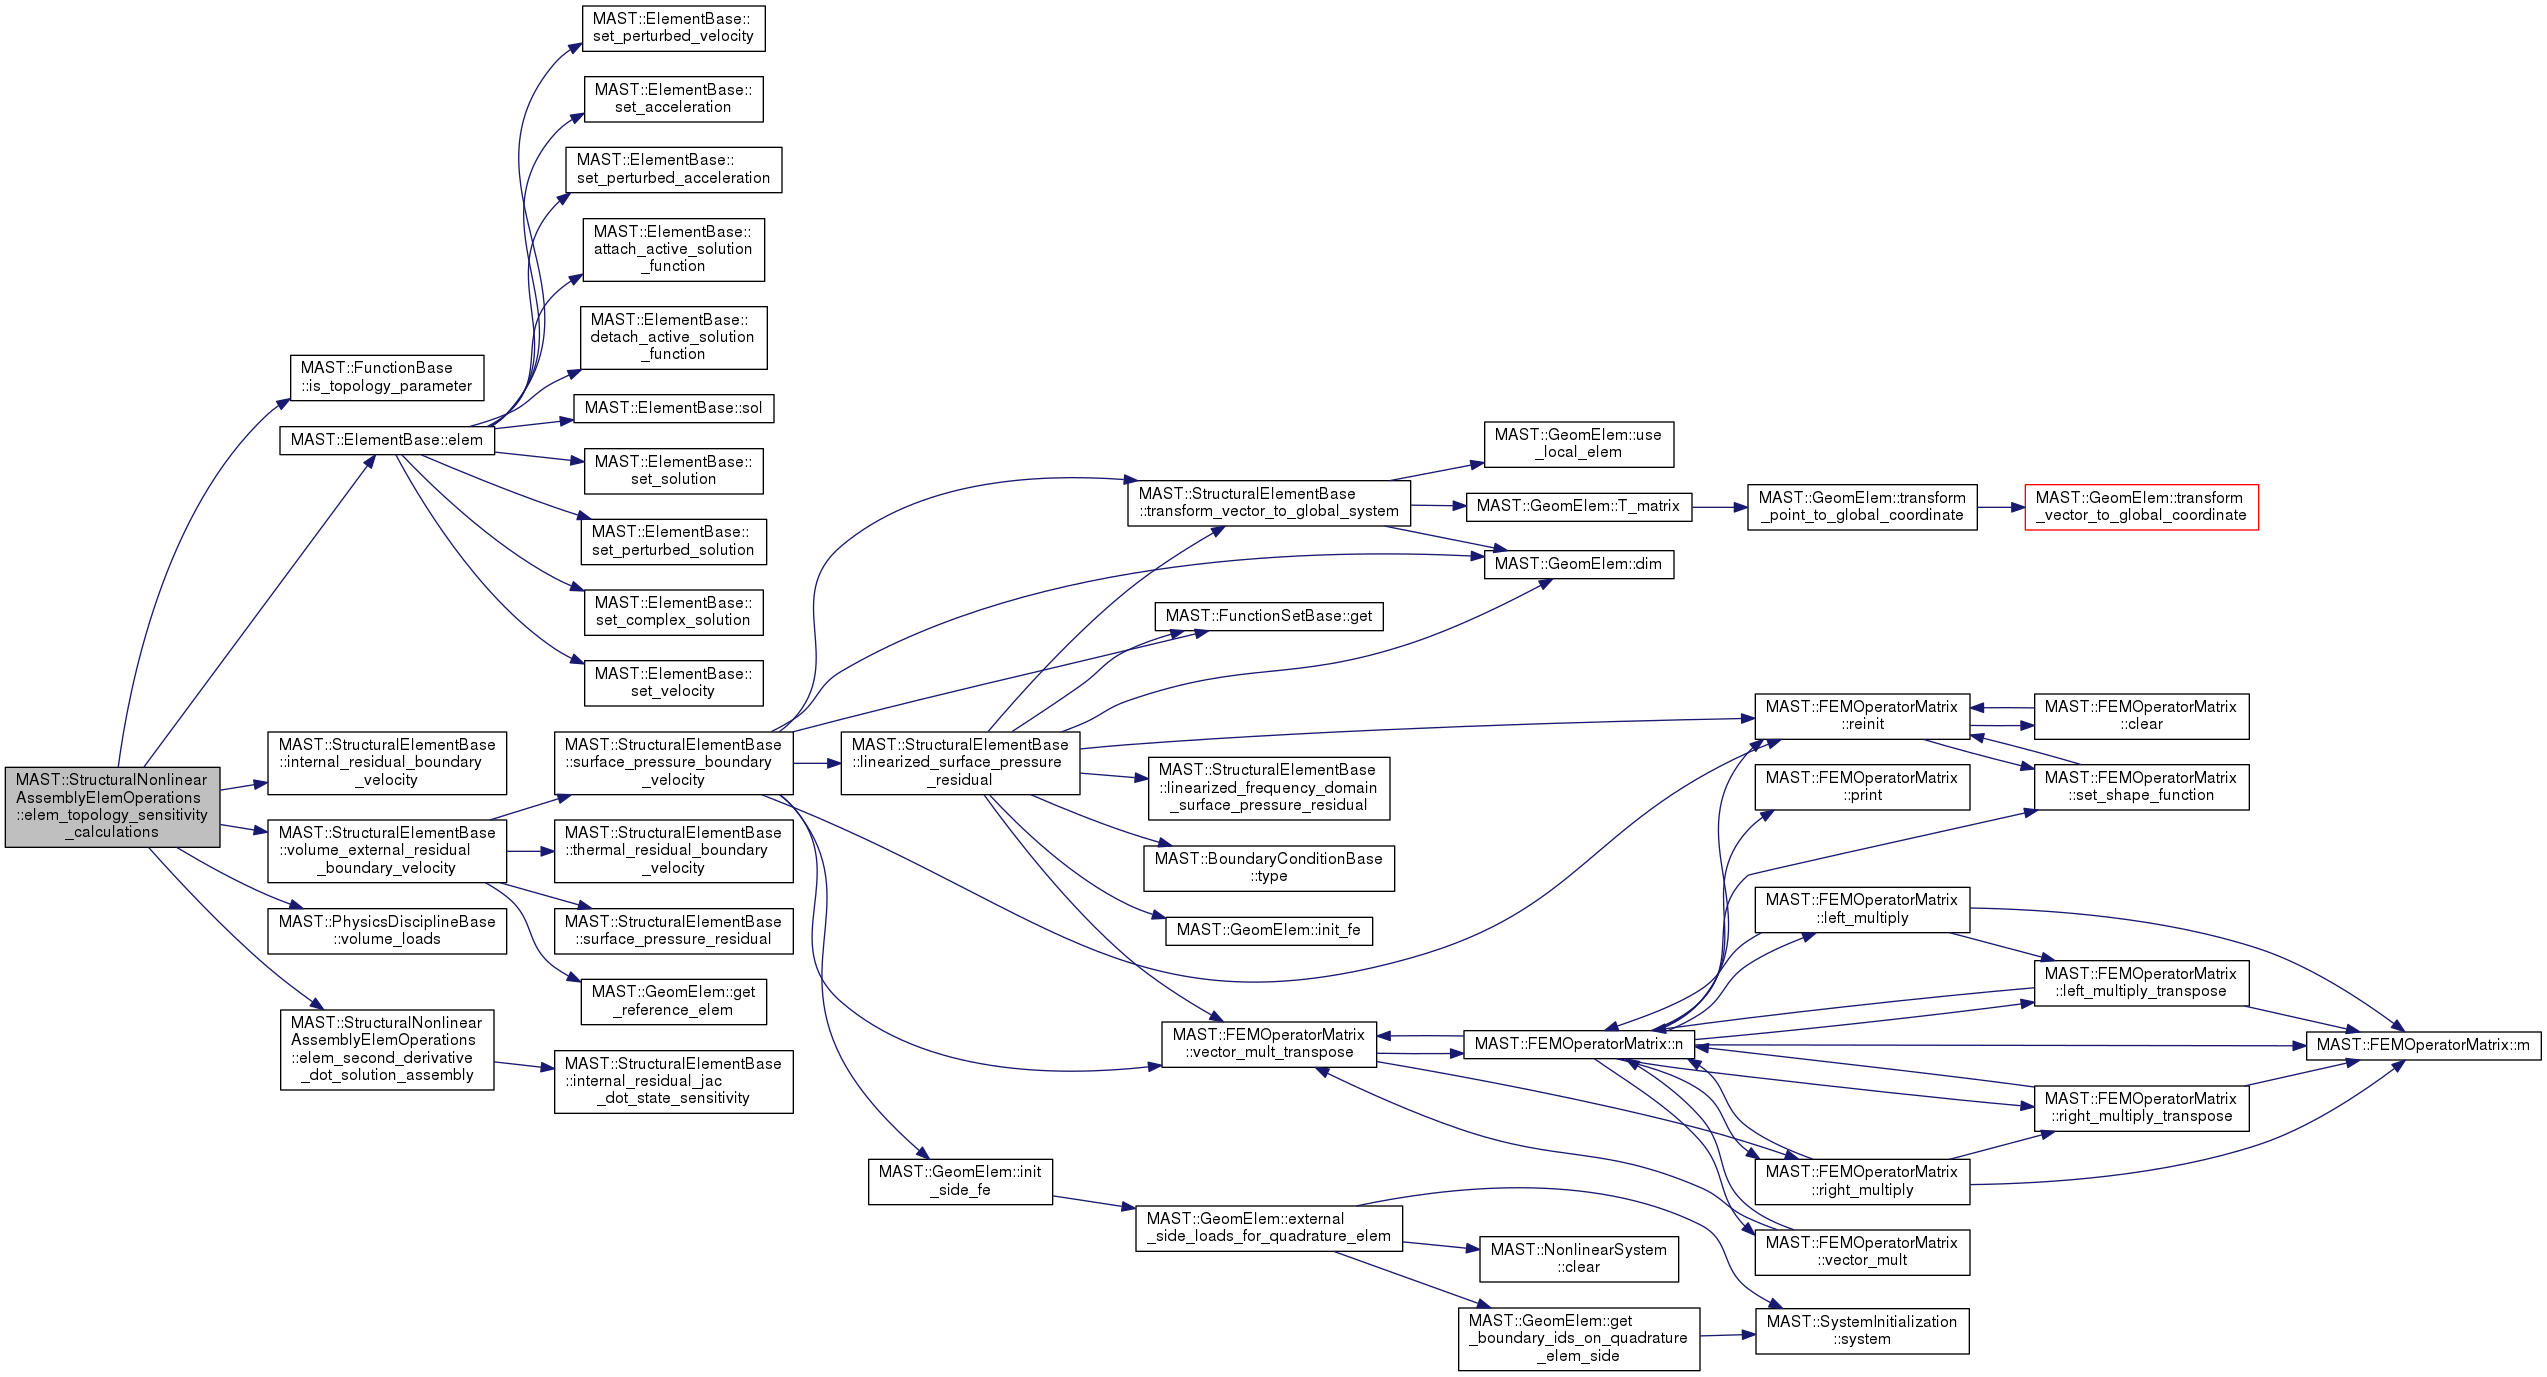 MAST::StructuralNonlinear
AssemblyElemOperations
::elem_topology_sensitivity
_calculations
MAST::FunctionBase
::is_topology_parameter
MAST::ElementBase::elem
MAST::StructuralElementBase
::internal_residual_boundary
_velocity
MAST::StructuralElementBase
::volume_external_residual
_boundary_velocity
MAST::PhysicsDisciplineBase
::volume_loads
MAST::StructuralNonlinear
AssemblyElemOperations
::elem_second_derivative
_dot_solution_assembly
MAST::ElementBase::
set_perturbed_velocity
MAST::ElementBase::
set_acceleration
MAST::ElementBase::
set_perturbed_acceleration
MAST::ElementBase::
attach_active_solution
_function
MAST::ElementBase::
detach_active_solution
_function
MAST::ElementBase::sol
MAST::ElementBase::
set_solution
MAST::ElementBase::
set_perturbed_solution
MAST::ElementBase::
set_complex_solution
MAST::ElementBase::
set_velocity
MAST::StructuralElementBase
::surface_pressure_boundary
_velocity
MAST::StructuralElementBase
::thermal_residual_boundary
_velocity
MAST::StructuralElementBase
::surface_pressure_residual
MAST::GeomElem::get
_reference_elem
MAST::StructuralElementBase
::internal_residual_jac
_dot_state_sensitivity
MAST::StructuralElementBase
::linearized_surface_pressure
_residual
MAST::GeomElem::init
_side_fe
MAST::StructuralElementBase
::transform_vector_to_global_system
MAST::FunctionSetBase::get
MAST::StructuralElementBase
::linearized_frequency_domain
_surface_pressure_residual
MAST::BoundaryConditionBase
::type
MAST::GeomElem::init_fe
MAST::FEMOperatorMatrix
::vector_mult_transpose
MAST::GeomElem::external
_side_loads_for_quadrature_elem
MAST::GeomElem::use
_local_elem
MAST::GeomElem::T_matrix
MAST::GeomElem::dim
MAST::FEMOperatorMatrix::n
MAST::NonlinearSystem
::clear
MAST::GeomElem::get
_boundary_ids_on_quadrature
_elem_side
MAST::GeomElem::transform
_point_to_global_coordinate
MAST::FEMOperatorMatrix
::reinit
MAST::FEMOperatorMatrix
::print
MAST::FEMOperatorMatrix
::left_multiply
MAST::FEMOperatorMatrix
::right_multiply
MAST::FEMOperatorMatrix
::vector_mult
MAST::SystemInitialization
::system
MAST::GeomElem::transform
_vector_to_global_coordinate
MAST::FEMOperatorMatrix
::clear
MAST::FEMOperatorMatrix
::set_shape_function
MAST::FEMOperatorMatrix
::left_multiply_transpose
MAST::FEMOperatorMatrix
::right_multiply_transpose
MAST::FEMOperatorMatrix::m